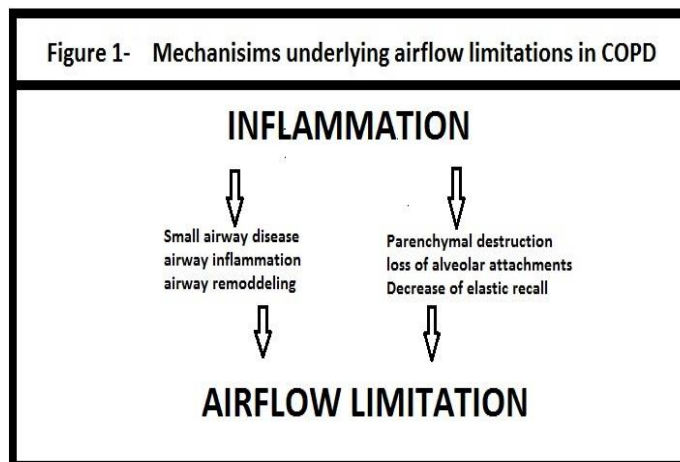 Figure 1- Mechanisims underlying airflow limitations in COPD
INFLAMMATION
Small airway disease
airway inflammation
airway remoddeling
Parenchymal destruction
loss of alveolar attachments
Decrease of elastic recall
AIRFLOW LIMITATION